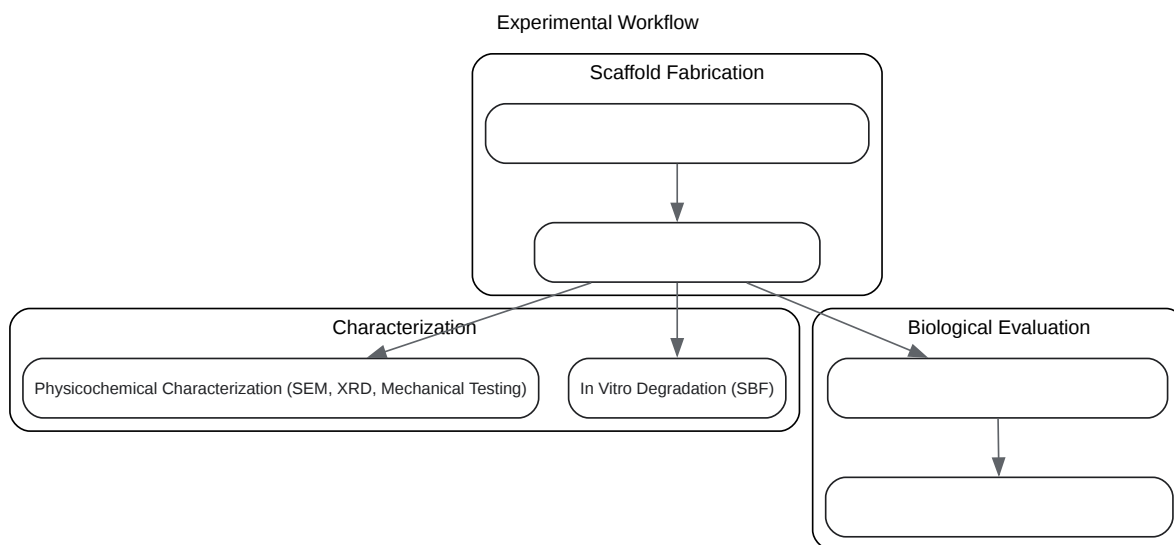 Experimental Workflow
Scaffold Fabrication
Characterization
Biological Evaluation
Physicochemical Characterization (SEM, XRD, Mechanical Testing)
In Vitro Degradation (SBF)